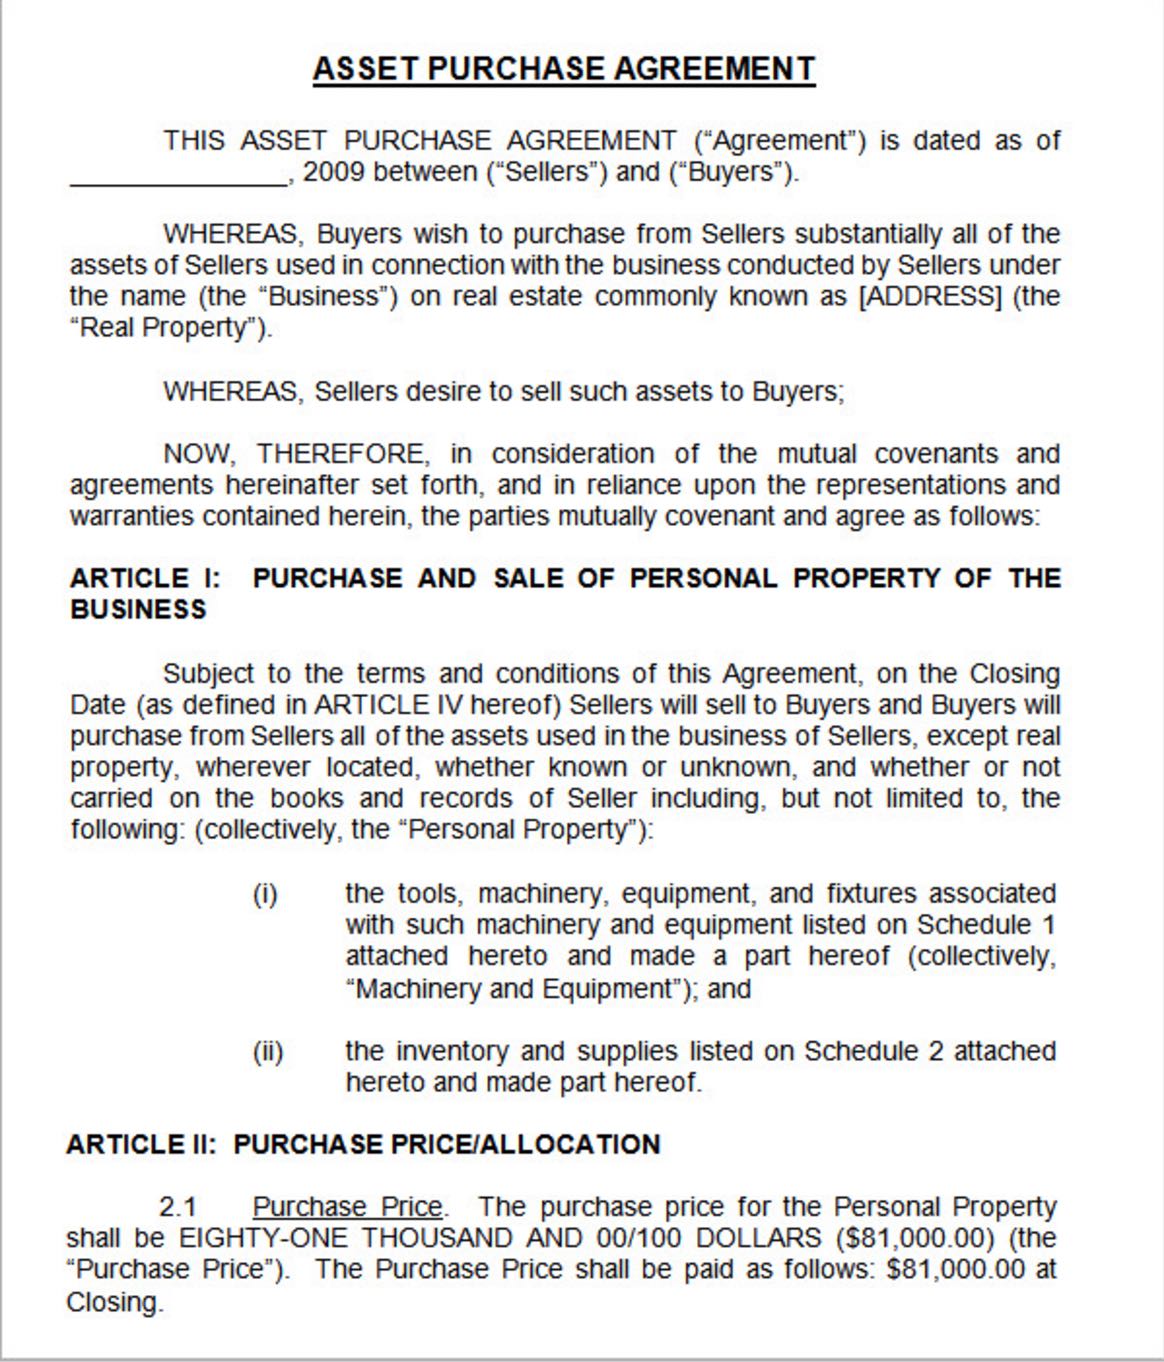 ASSET PURCHASE AGREEMENT
THIS ASSET PURCHASE AGREEMENT (“Agreement”) is dated as of
_______________, 2009 between (“Sellers”) and (“Buyers”).
WHEREAS, Buyers wish to purchase from Sellers substantially all of the
assets of Sellers used in connection with the business conducted by Sellers under
the name (the “Business”) on real estate commonly known as [ADDRESS] (the
“Real Property”).
WHEREAS, Sellers desire to sell such assets to Buyers;
NOW, THEREFORE, in consideration of the mutual covenants and
agreements hereinafter set forth, and in reliance upon the representations and
warranties contained herein, the parties mutually covenant and agree as follows:
ARTICLE I: PURCHASE AND SALE OF PERSONAL PROPERTY OF THE
BUSINESS
Subject to the terms and conditions of this Agreement, on the Closing
Date (as defined in ARTICLE IV hereof) Sellers will sell to Buyers and Buyers will
purchase from Sellers all of the assets used in the business of Sellers, except real
property, wherever located, whether known or unknown, and whether or not
carried on the books and records of Seller including, but not limited to, the
following: (collectively, the “Personal Property”):
(i) the tools, machinery, equipment, and fixtures associated
with such machinery and equipment listed on Schedule 1
attached hereto and made a part hereof (collectively,
“Machinery and Equipment”); and
(ii) the inventory and supplies listed on Schedule 2 attached
hereto and made part hereof.
ARTICLE II: PURCHASE PRICE/ALLOCATION
2.1 Purchase Price. The purchase price for the Personal Property
shall be EIGHTY-ONE THOUSAND AND 00/100 DOLLARS ($81,000.00) (the
“Purchase Price”). The Purchase Price shall be paid as follows: $81,000.00 at
Closing.